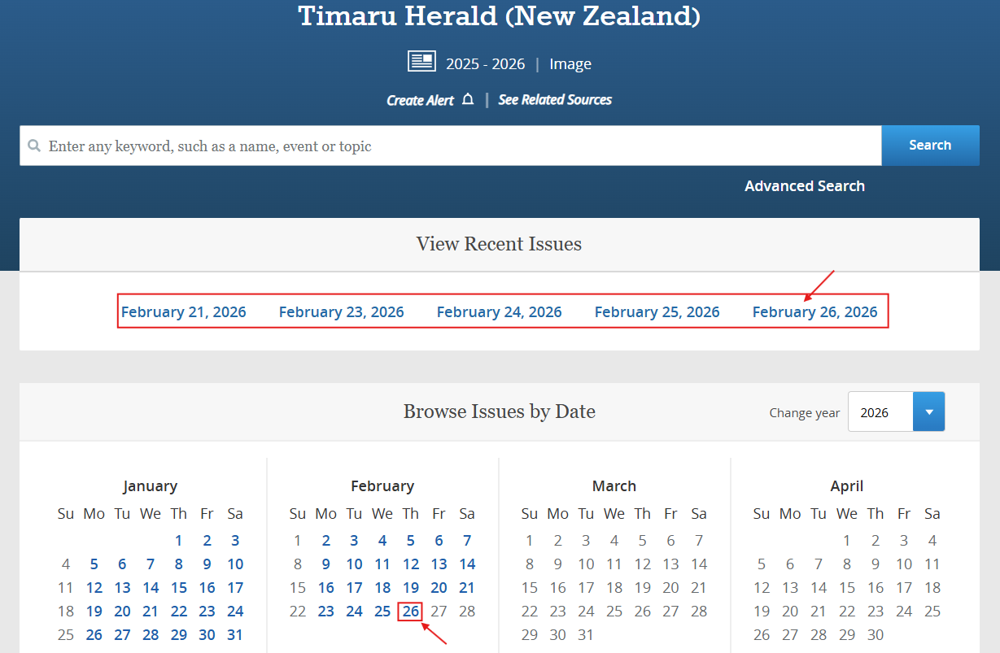 Timaru Herald (New Zealand)
2025 - 2026 | Image
Create Alert | See Related Sources
Enter any keyword, such as a name, event or topic Search
Advanced Search
View Recent Issues
February 21, 2026 February 23, 2026 February 24, 2026 February 25, 2026 February 26, 2026
Browse Issues by Date Change year 2026
January February March April
Su Mo Tu We Th Fr Sa Su Mo Tu We Th Fr Sa Su Mo Tu We Th Fr Sa Su Mo Tu We Th Fr Sa
1 2 3 1 2 3 4 5 6 7 1 2 3 4 5 6 7 1 2 3 4
4 5 6 7 8 9 10 8 9 10 11 12 13 14 8 9 10 11 12 13 14 5 6 7 8 9 10 11
11 12 13 14 15 16 17 15 16 17 18 19 20 21 15 16 17 18 19 20 21 12 13 14 15 16 17 18
18 19 20 21 22 23 24 22 23 24 25 26 27 28 22 23 24 25 26 27 28 19 20 21 22 23 24 25
25 26 27 28 29 30 31 29 30 31 26 27 28 29 30